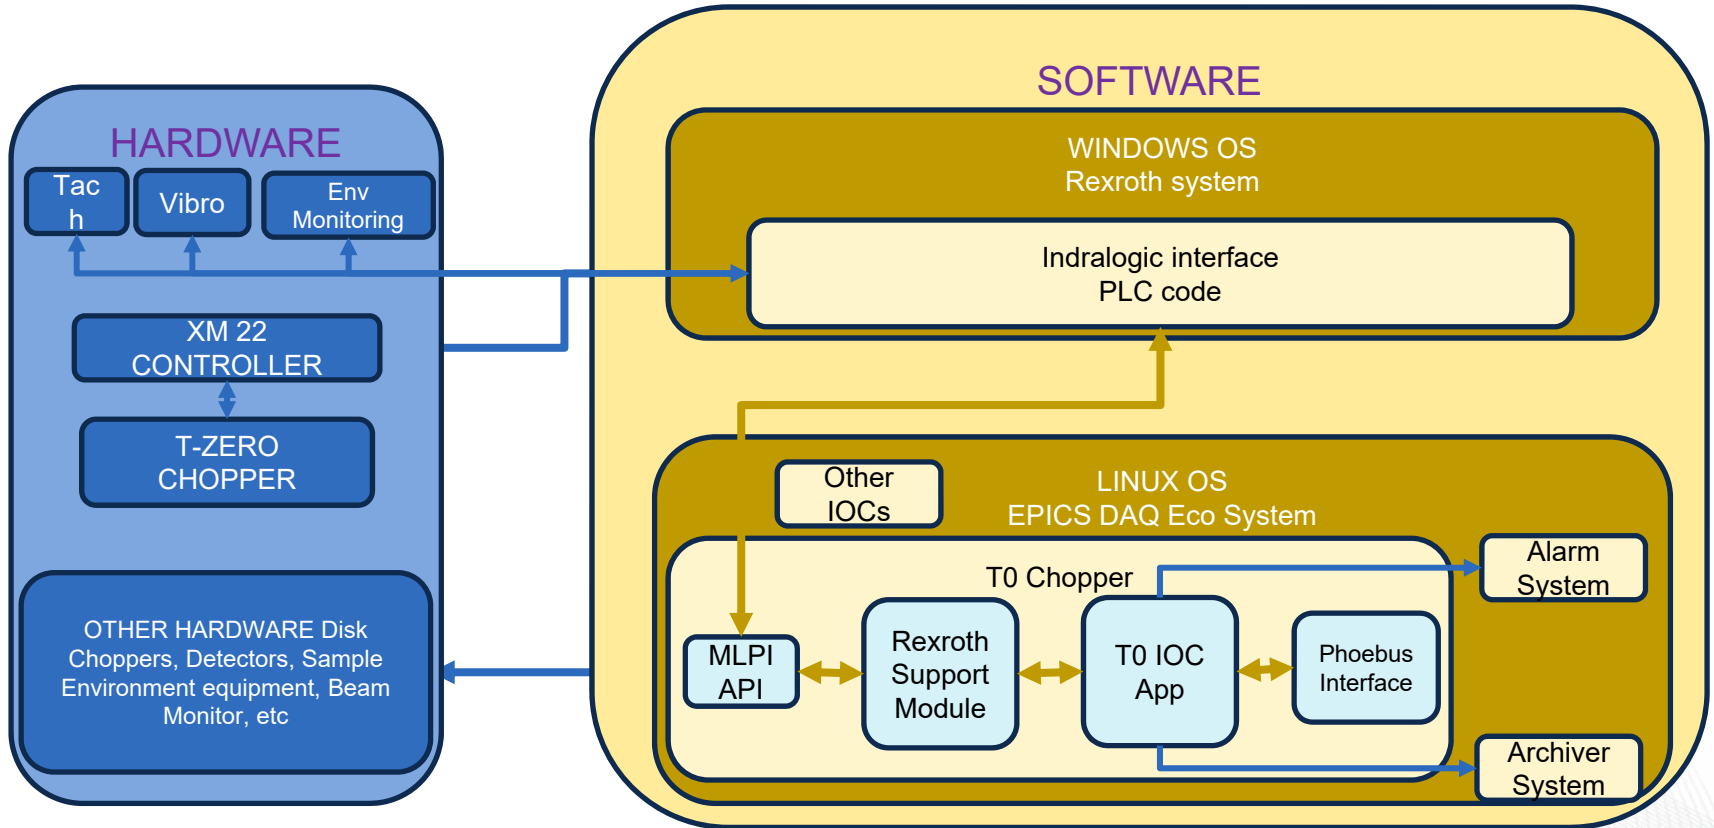 HARDWARE
Tac
h
Vibro
Env
Monitoring
XM 22
CONTROLLER
T-ZERO
CHOPPER
OTHER HARDWARE Disk
Choppers, Detectors, Sample
Environment equipment, Beam
Monitor, etc
SOFTWARE
WINDOWS OS
Rexroth system
Indralogic interface
PLC code
Other
IOCs
LINUX OS
EPICS DAQ Eco System
T0 Chopper
MLPI
API
Rexroth
Support
Module
T0 IOC
App
Phoebus
Interface
Alarm
System
Archiver
System